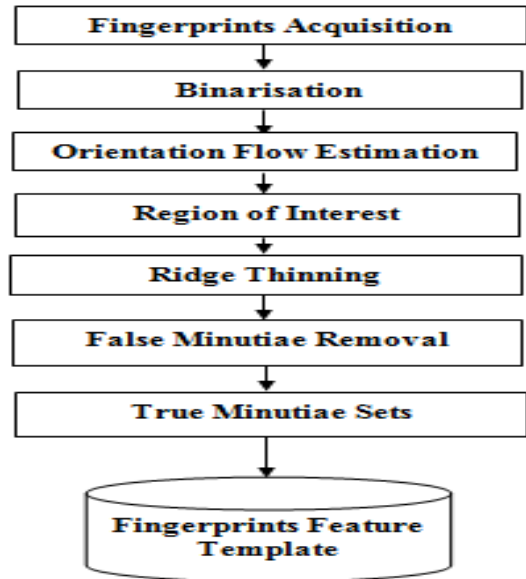 Fingerprints Acquisition
Binarisation
Orientation Flow Estimation
Region of Interest
Ridge Thinning
False Minutiae Removal
True Minutiae Sets
Fingerprints Feature
Template